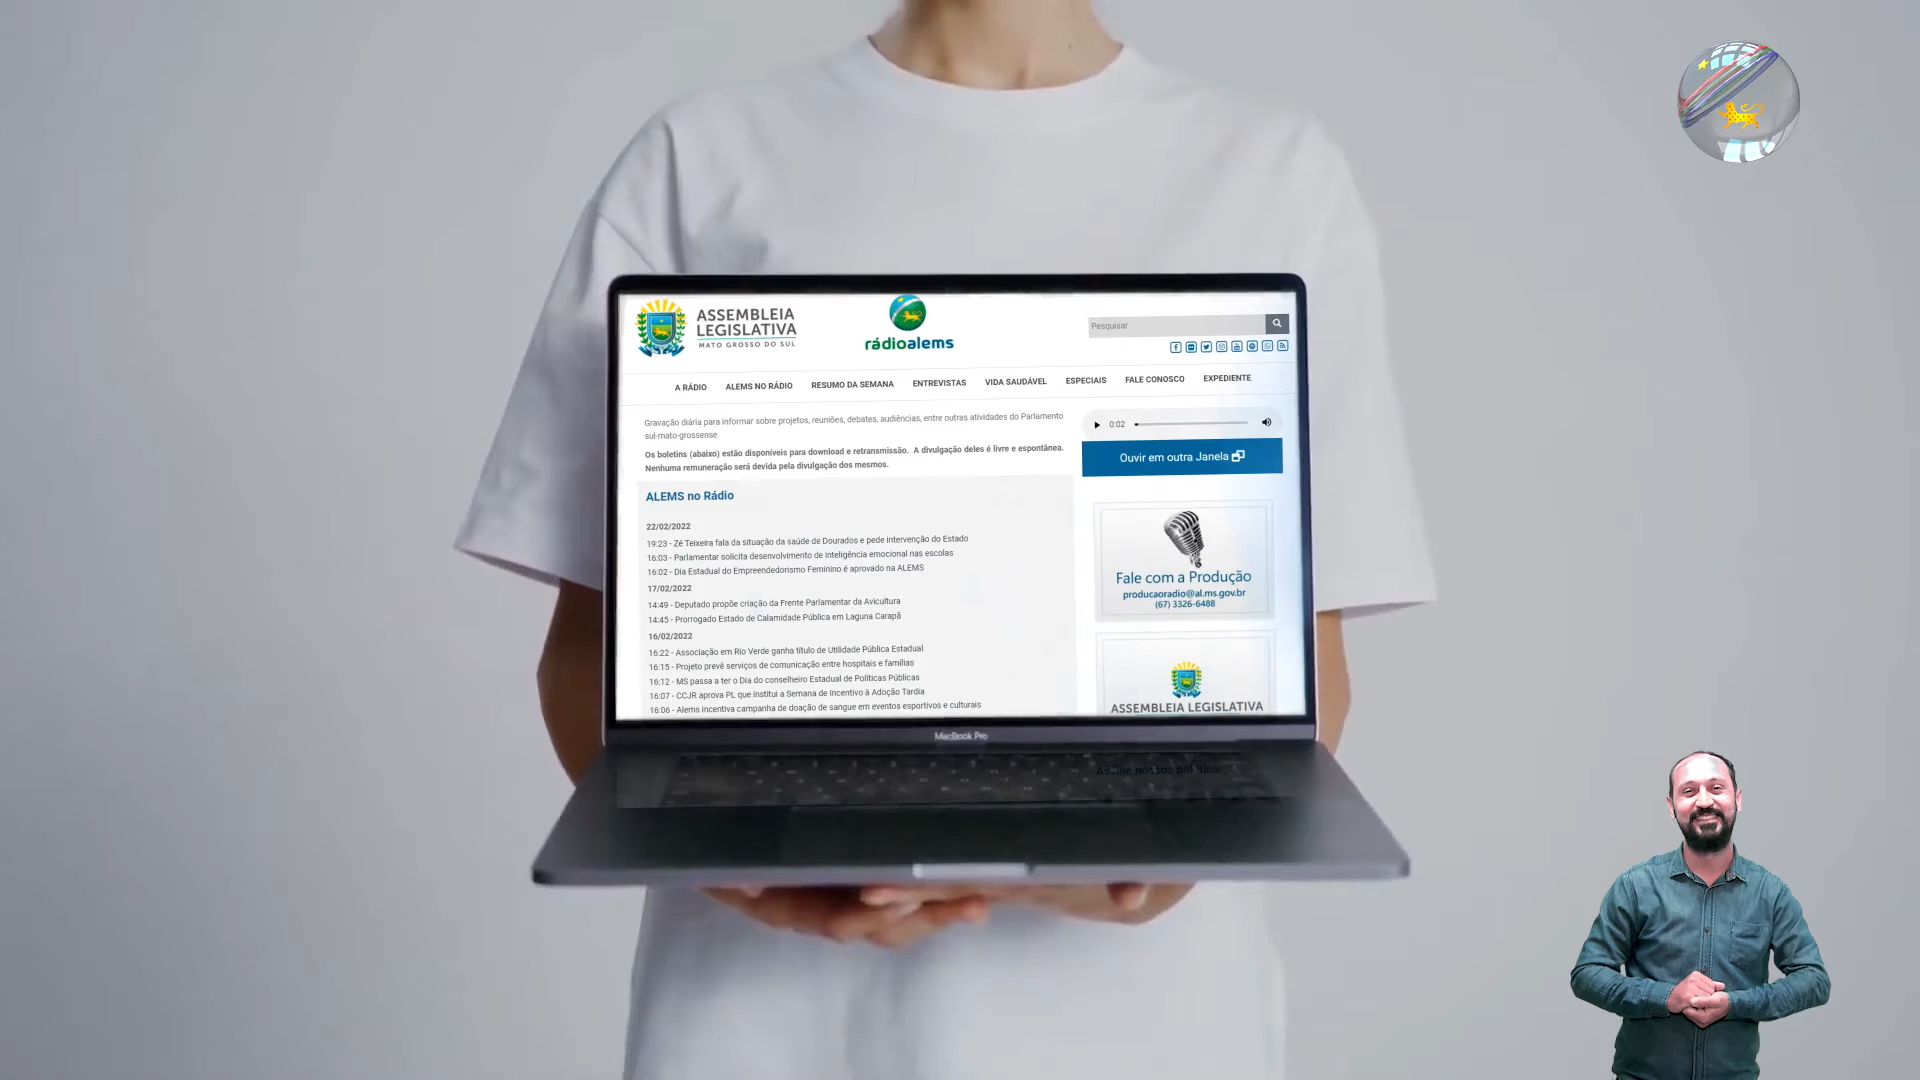 ASSEMBLEIA
LEGISLATIVA
MATO GROSSO DO SUL
rádioalems
Pesquisar
A RÁDIO ALEMS NO RÁDIO RESUMO DA SEMANA ENTREVISTAS VIDA SAUDÁVEL ESPECIAIS FALE CONOSCO EXPEDIENTE
Gravação diária para informar sobre projetos, reuniões, debates, audiências, entre outras atividades do Parlamento
sul-mato-grossense.
Os boletins (abaixo) estão disponíveis para download e retransmissão. A divulgação deles é livre e espontânea.
Nenhuma remuneração será devida pela divulgação dos mesmos.
ALEMS no Rádio
22/02/2022
19:23 - Zé Teixeira fala da situação da saúde de Dourados e pede intervenção do Estado
16:03 - Parlamentar solicita desenvolvimento de inteligência emocional nas escolas
16:02 - Dia Estadual do Empreendedorismo Feminino é aprovado na ALEMS
17/02/2022
14:49 - Deputado propõe criação da Frente Parlamentar da Avicultura
14:45 - Prorrogado Estado de Calamidade Pública em Laguna Carapã
16/02/2022
16:22 - Associação em Rio Verde ganha título de Utilidade Pública Estadual
16:15 - Projeto prevê serviços de comunicação entre hospitais e famílias
16:12 - MS passa a ter o Dia do conselheiro Estadual de Políticas Públicas
16:07 - CCJR aprova PL que institui a Semana de Incentivo à Adoção Tardia
16:06 - Alems incentiva campanha de doação de sangue em eventos esportivos e culturais
0:02
Ouvir em outra Janela
Fale com a Produção
producaoradio@al.ms.gov.br
(67) 3326-6488
ASSEMBLEIA LEGISLATIVA
MacBook Pro
Assine nossos boletins